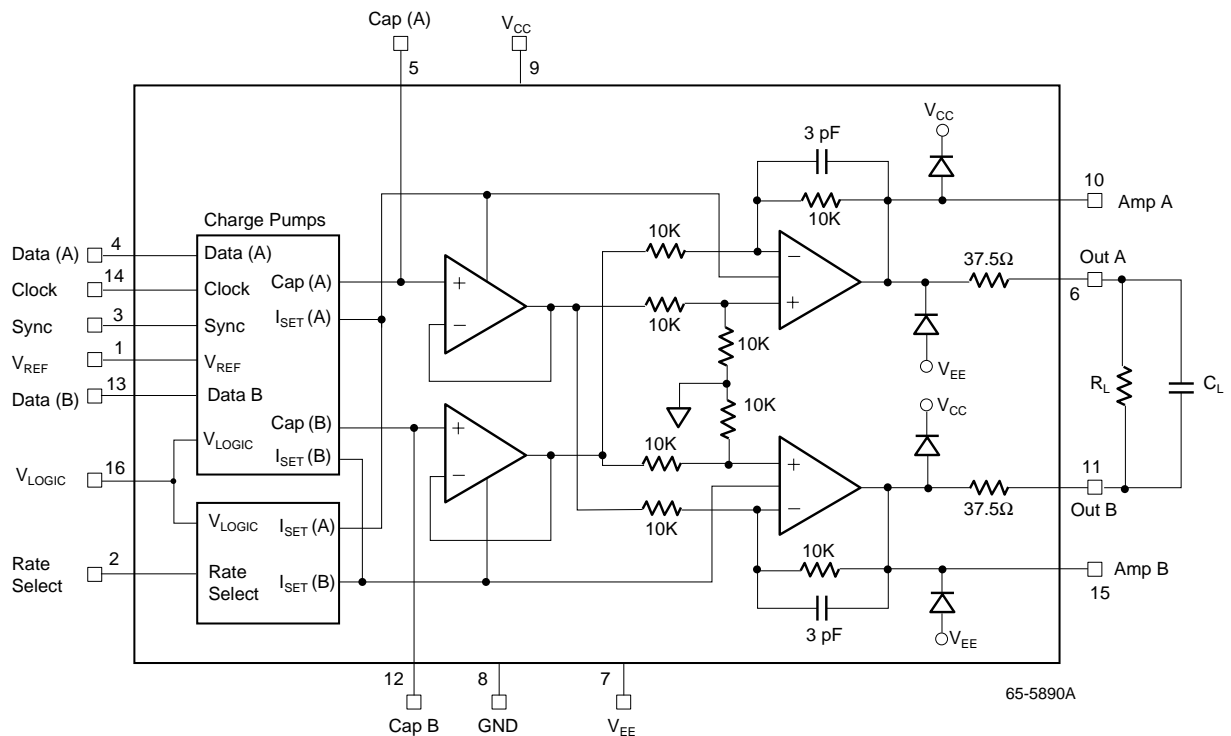 Cap (A)
V_CC
5
9
V_CC
3 pF
10
Amp A
10K
Charge Pumps
10K
Data (A)
4
Data (A)
Clock
14
Clock
Cap (A)
37.5Ω
Out A
6
Sync
3
Sync
I_SET (A)
10K
V_REF
1
V_REF
10K
V_EE
Data (B)
13
Data B
R_L
C_L
V_CC
10K
Cap (B)
V_LOGIC
I_SET (B)
10K
11
V_LOGIC
16
37.5Ω
Out B
10K
V_LOGIC
I_SET (A)
10K
Rate
Select
2
Rate
Select
I_SET (B)
Amp B
15
3 pF
V_EE
12
8
7
65-5890A
Cap B
GND
V_EE
+
−
+
−
−
+
+
−